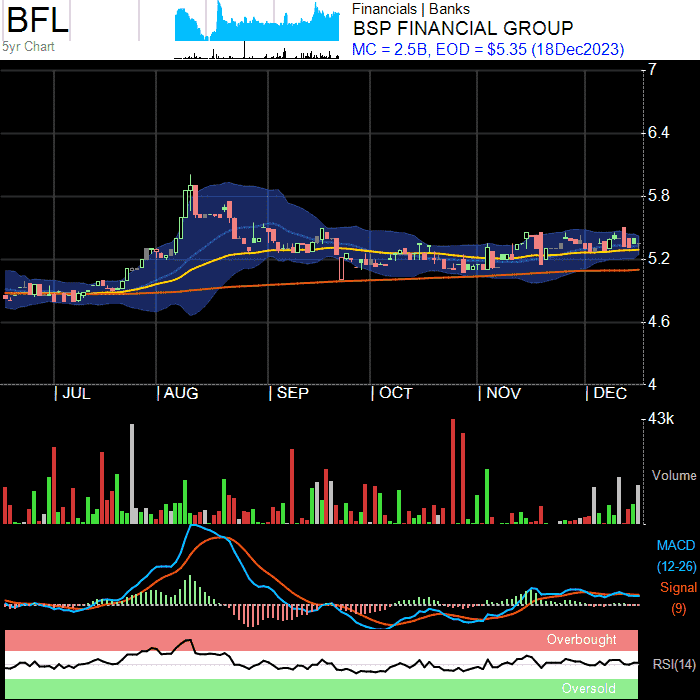 BFL
5yr Chart
Financials | Banks
BSP FINANCIAL GROUP
MC = 2.5B, EOD = $5.35 (18Dec2023)
7
6.4
5.8
5.2
4.6
4
| JUL | AUG | SEP | OCT | NOV | DEC
43k
Volume
MACD
(12-26)
Signal
(9)
Overbought
RSI(14)
Oversold